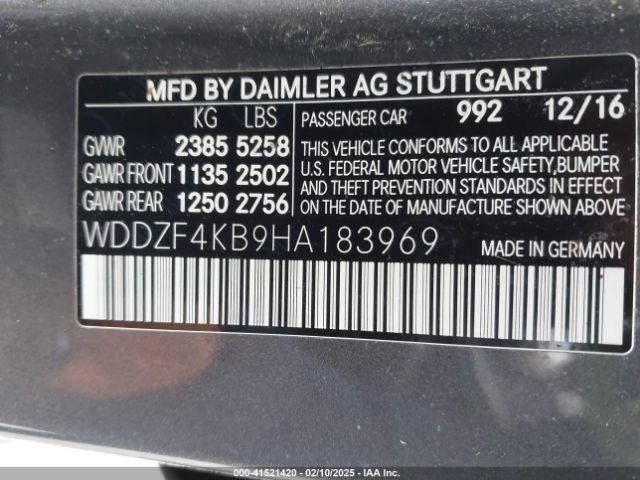 MFD BY DAIMLER AG STUTTGART
KG LBS PASSENGER CAR 992 12/16
GVWR 2385 5258
GAWR FRONT 1135 2502
GAWR REAR 1250 2756
THIS VEHICLE CONFORMS TO ALL APPLICABLE
U.S. FEDERAL MOTOR VEHICLE SAFETY,BUMPER
AND THEFT PREVENTION STANDARDS IN EFFECT
ON THE DATE OF MANUFACTURE SHOWN ABOVE
WDDZF4KB9HA183969 MADE IN GERMANY
000-41521420 - 02/10/2025 - IAA Inc.